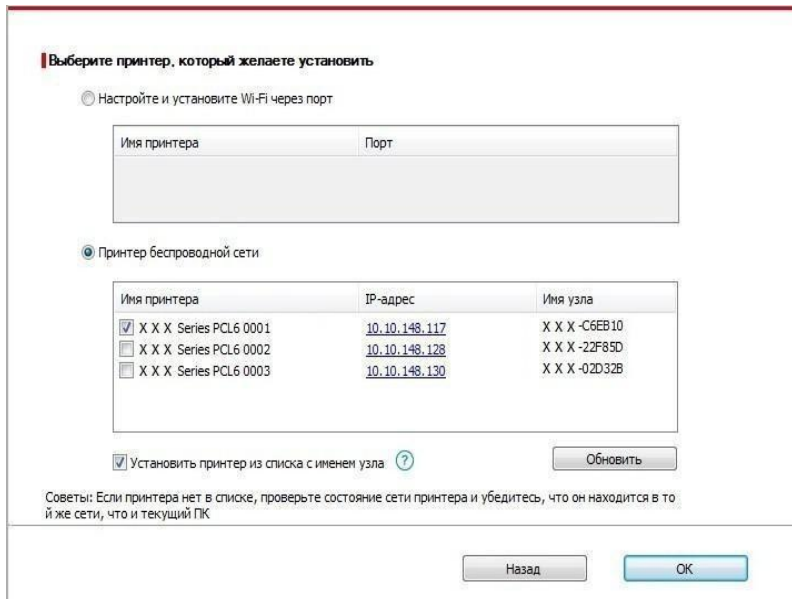 Выберите принтер, который желаете установить
Настройте и установите Wi-Fi через порт
Имя принтера Порт
Принтер беспроводной сети
Имя принтера IP-адрес Имя узла
X X X Series PCL6 0001 10.10.148.117 X X X -C6EB10
X X X Series PCL6 0002 10.10.148.128 X X X -22F85D
X X X Series PCL6 0003 10.10.148.130 X X X -02D32B
Установить принтер из списка с именем узла ? Обновить
Советы: Если принтера нет в списке, проверьте состояние сети принтера и убедитесь, что он находится в то
й же сети, что и текущий ПК
Назад OK